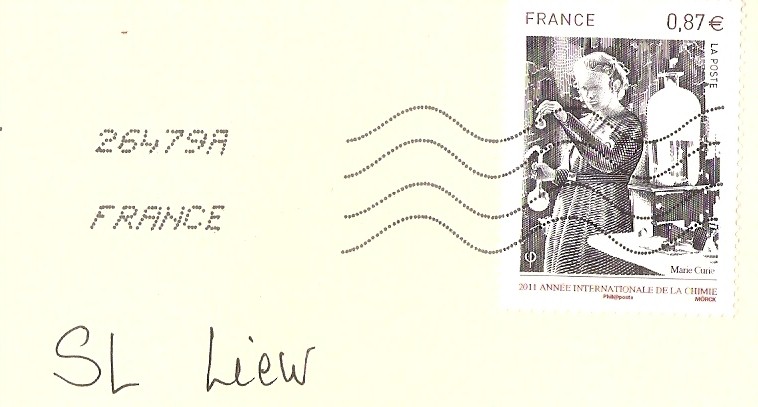 FRANCE 0,87€
LA POSTE
26479A
FRANCE
Marie Curie
2011 ANNÉE INTERNATIONALE DE LA CHIMIE
Phil@poste MÖRCK
SL Liew